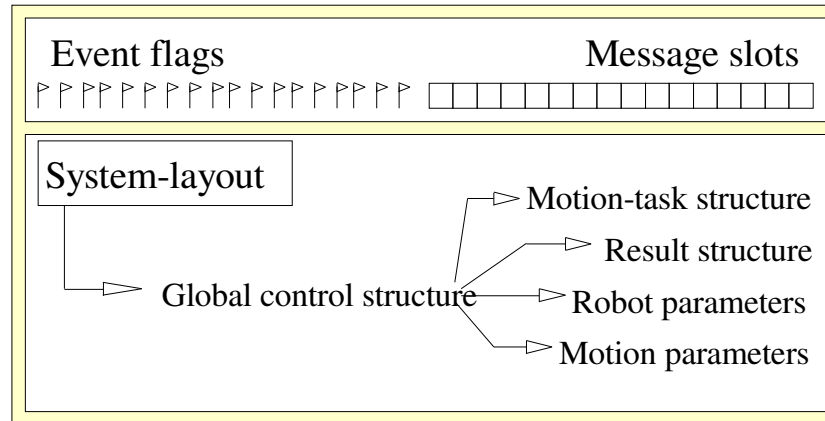 Event flags
Message slots
System-layout
Motion-task structure
Result structure
Global control structure
Robot parameters
Motion parameters